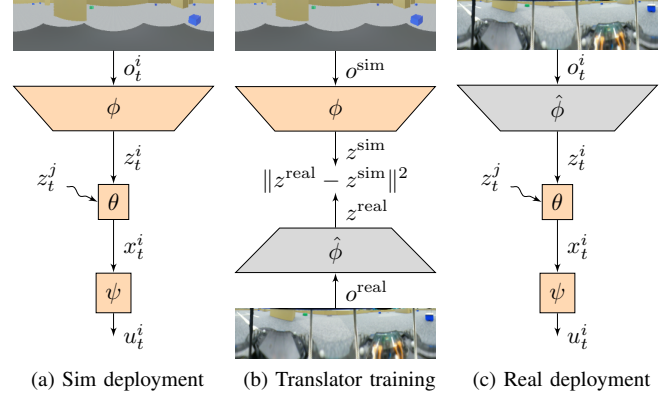 o_t^i
ϕ
z_t^i
z_t^j
θ
x_t^i
ψ
u_t^i
(a) Sim deployment
o^sim
ϕ
z^sim
‖z^real − z^sim‖²
z^real
ϕ̂
o^real
(b) Translator training
o_t^i
ϕ̂
z_t^i
z_t^j
θ
x_t^i
ψ
u_t^i
(c) Real deployment